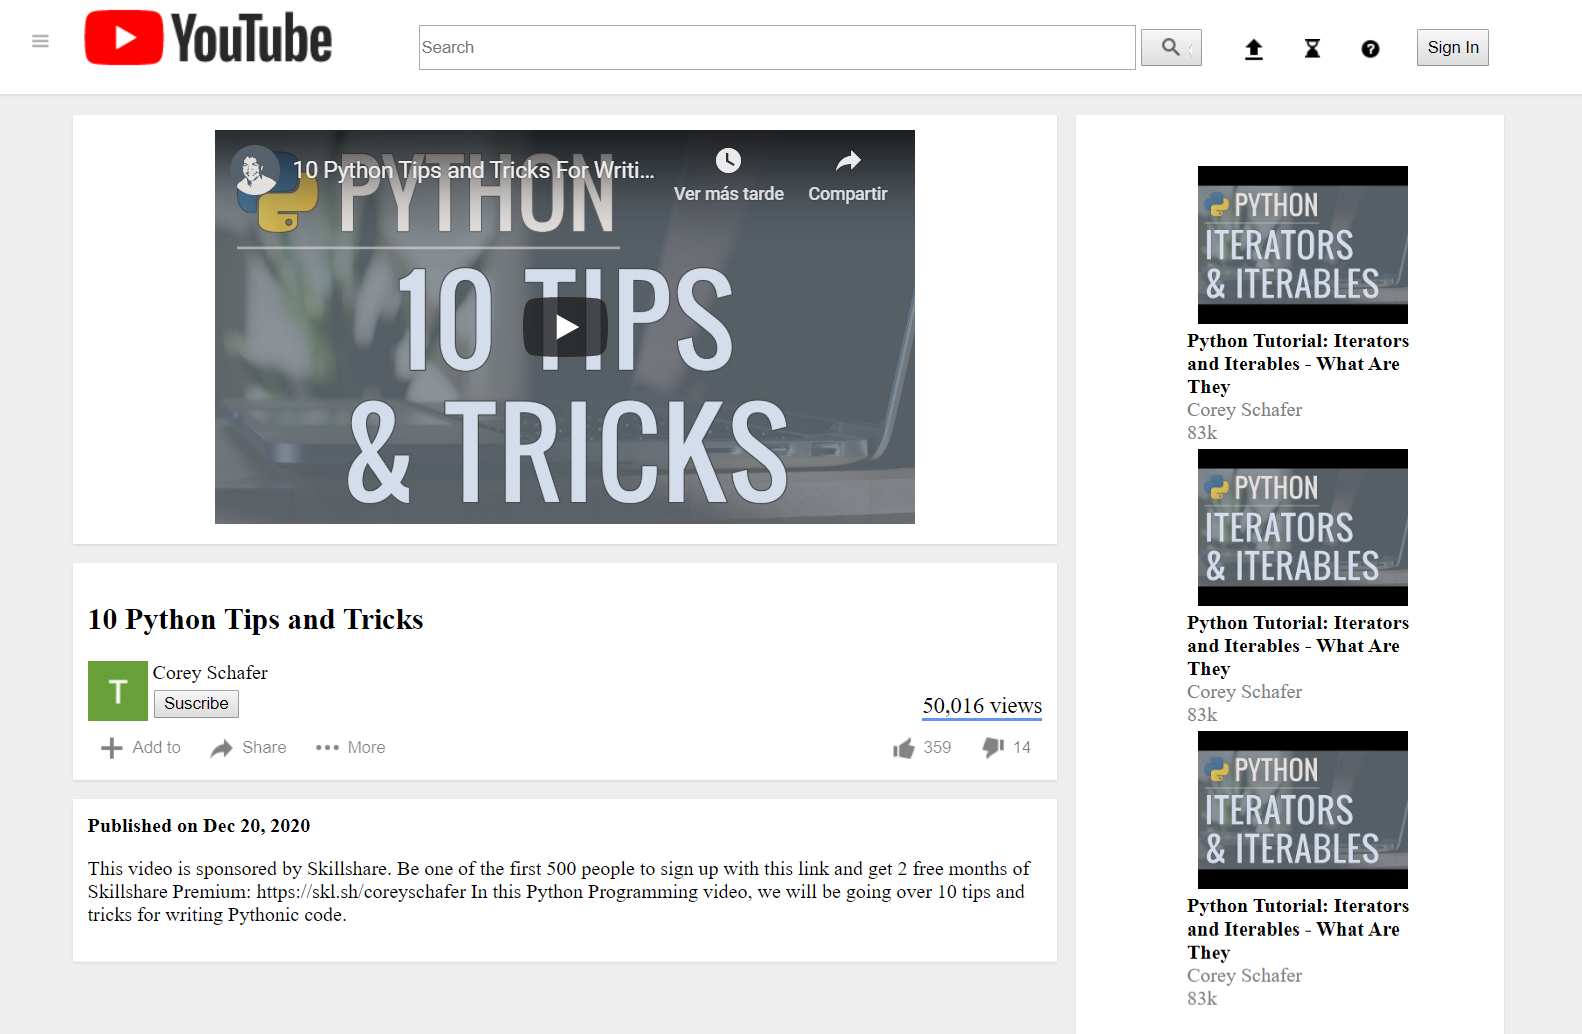 YouTube
Search
Sign In
10 Python Tips and Tricks For Writi...
Ver más tarde
Compartir
PYTHON
10 TIPS
& TRICKS
10 Python Tips and Tricks
T
Corey Schafer
Suscribe
50,016 views
Add to
Share
More
359
14
Published on Dec 20, 2020
This video is sponsored by Skillshare. Be one of the first 500 people to sign up with this link and get 2 free months of
Skillshare Premium: https://skl.sh/coreyschafer In this Python Programming video, we will be going over 10 tips and
tricks for writing Pythonic code.
PYTHON
ITERATORS
& ITERABLES
Python Tutorial: Iterators
and Iterables - What Are
They
Corey Schafer
83k
PYTHON
ITERATORS
& ITERABLES
Python Tutorial: Iterators
and Iterables - What Are
They
Corey Schafer
83k
PYTHON
ITERATORS
& ITERABLES
Python Tutorial: Iterators
and Iterables - What Are
They
Corey Schafer
83k